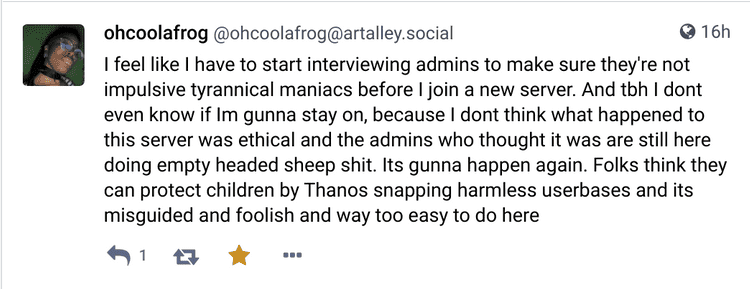 ohcoolafrog @ohcoolafrog@artalley.social 16h
I feel like I have to start interviewing admins to make sure they're not
impulsive tyrannical maniacs before I join a new server. And tbh I dont
even know if Im gunna stay on, because I dont think what happened to
this server was ethical and the admins who thought it was are still here
doing empty headed sheep shit. Its gunna happen again. Folks think they
can protect children by Thanos snapping harmless userbases and its
misguided and foolish and way too easy to do here
1